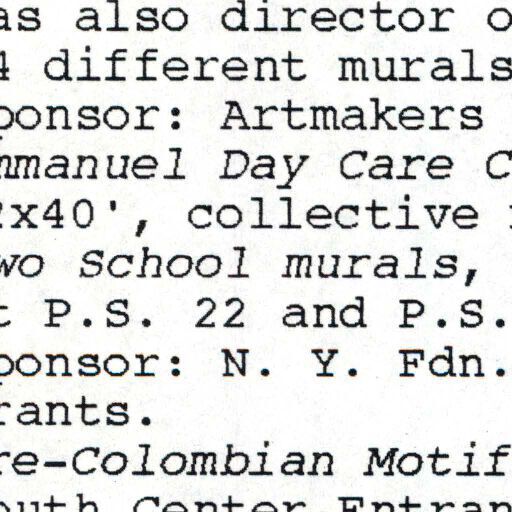 as also director o
4 different murals
ponsor: Artmakers
mmanuel Day Care C
2x40', collective
wo School murals,
t P.S. 22 and P.S.
ponsor: N. Y. Fdn.
rants.
re-Colombian Motif
outh Center Entran